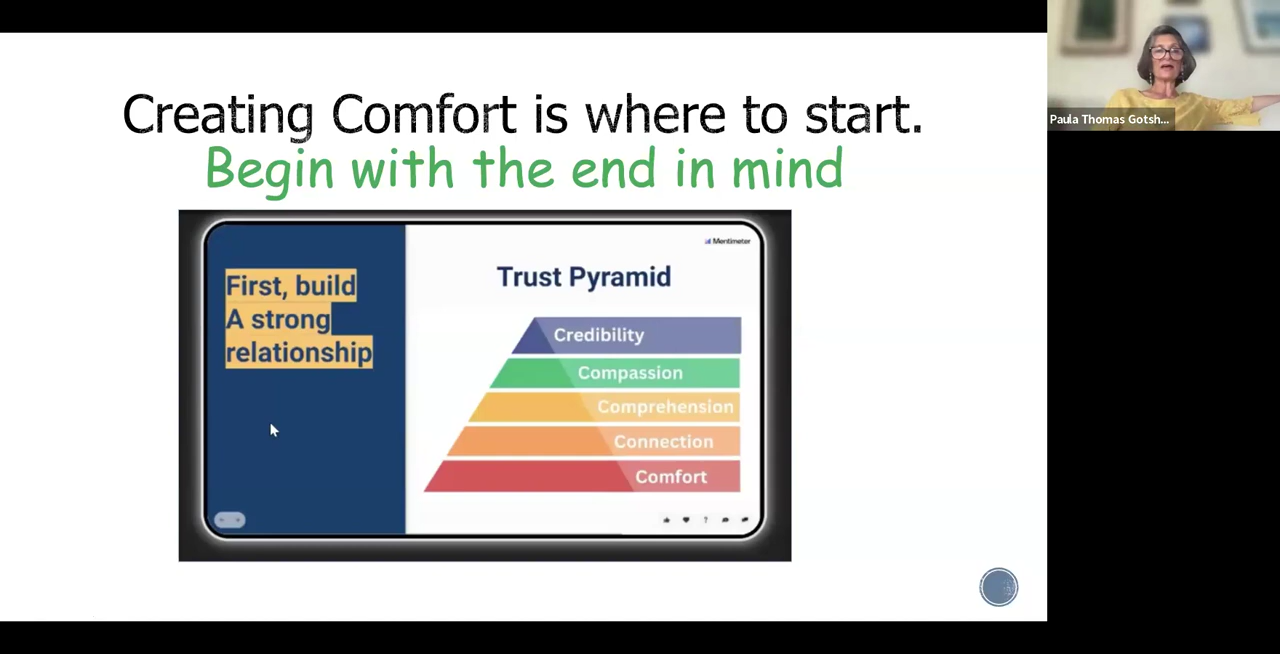 Creating Comfort is where to start.
Begin with the end in mind
First, build
A strong
relationship
Mentimeter
Trust Pyramid
Credibility
Compassion
Comprehension
Connection
Comfort
?
Paula Thomas Gotsh...